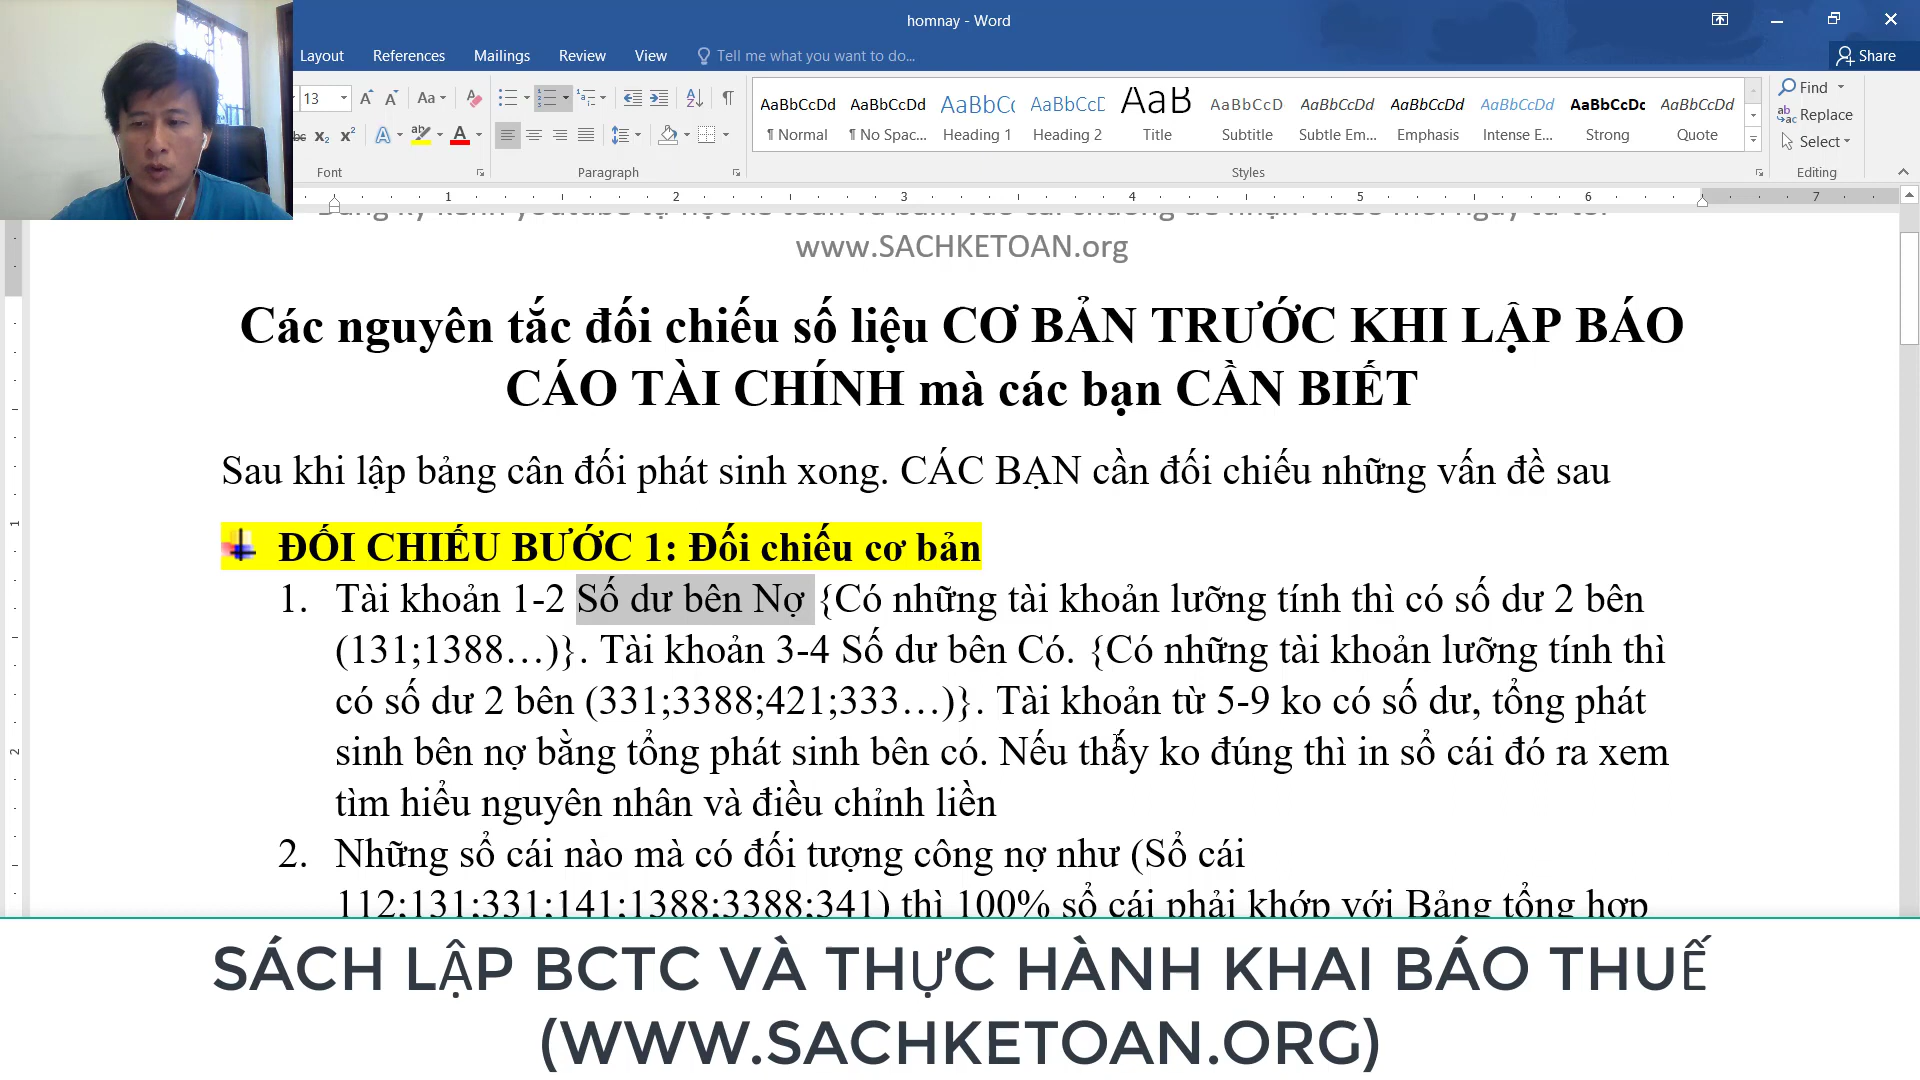 homnay - Word
Layout References Mailings Review View Tell me what you want to do... Share
13 Aa
AaBbCcDd AaBbCcDd AaBbCc AaBbCcD AaB AaBbCcD AaBbCcDd AaBbCcDd AaBbCcDd AaBbCcDc AaBbCcDd
¶ Normal ¶ No Spac... Heading 1 Heading 2 Title Subtitle Subtle Em... Emphasis Intense E... Strong Quote
Find
Replace
Select
Font Paragraph Styles Editing
1 2 3 4 5 6 7
www.SACHKETOAN.org
Các nguyên tắc đối chiếu số liệu CƠ BẢN TRƯỚC KHI LẬP BÁO
CÁO TÀI CHÍNH mà các bạn CẦN BIẾT
Sau khi lập bảng cân đối phát sinh xong. CÁC BẠN cần đối chiếu những vấn đề sau
ĐỐI CHIẾU BƯỚC 1: Đối chiếu cơ bản
1. Tài khoản 1-2 Số dư bên Nợ {Có những tài khoản lưỡng tính thì có số dư 2 bên
(131;1388…)}. Tài khoản 3-4 Số dư bên Có. {Có những tài khoản lưỡng tính thì
có số dư 2 bên (331;3388;421;333…)}. Tài khoản từ 5-9 ko có số dư, tổng phát
sinh bên nợ bằng tổng phát sinh bên có. Nếu thấy ko đúng thì in sổ cái đó ra xem
tìm hiểu nguyên nhân và điều chỉnh liền
2. Những sổ cái nào mà có đối tượng công nợ như (Sổ cái
112;131;331;141;1388;3388;341) thì 100% sổ cái phải khớp với Bảng tổng hợp
SÁCH LẬP BCTC VÀ THỰC HÀNH KHAI BÁO THUẾ
(WWW.SACHKETOAN.ORG)